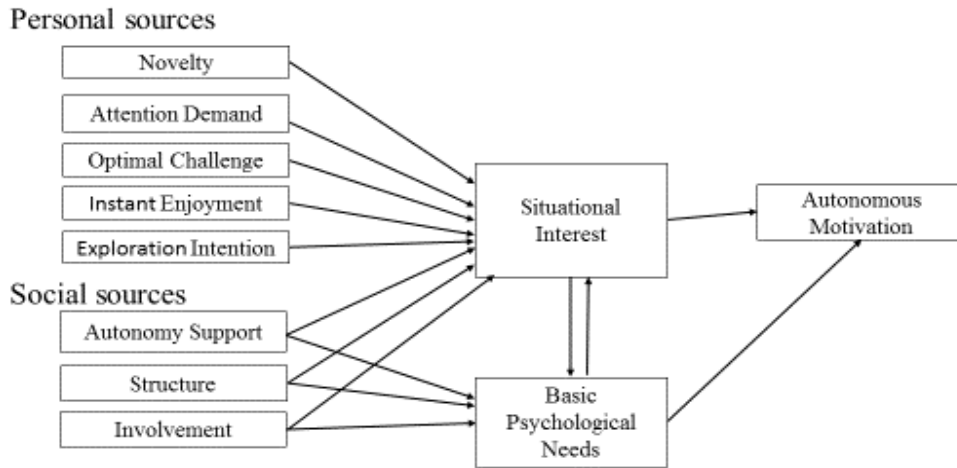 Personal sources
Novelty
Attention Demand
Optimal Challenge
Instant Enjoyment
Exploration Intention
Social sources
Autonomy Support
Structure
Involvement
Situational
Interest
Basic
Psychological
Needs
Autonomous
Motivation